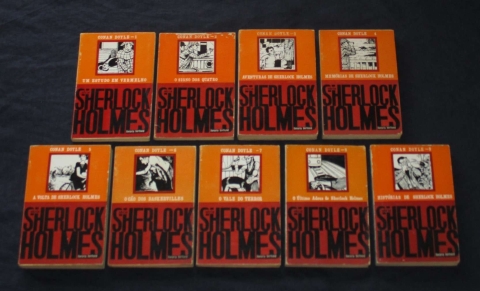 CONAN DOYLE - 1
UM ESTUDO EM VERMELHO
SHERLOCK
HOLMES
CONAN DOYLE
O SIGNO DOS QUATRO
SHERLOCK
HOLMES
CONAN DOYLE
AVENTURAS DE SHERLOCK HOLMES
SHERLOCK
HOLMES
CONAN DOYLE
MEMÓRIAS DE SHERLOCK HOLMES
SHERLOCK
HOLMES
CONAN DOYLE
A VOLTA DE SHERLOCK HOLMES
SHERLOCK
HOLMES
CONAN DOYLE
O CÃO DOS BASKERVILLES
SHERLOCK
HOLMES
CONAN DOYLE
O VALE DO TERROR
SHERLOCK
HOLMES
CONAN DOYLE
O Último Adeus de Sherlock Holmes
SHERLOCK
HOLMES
CONAN DOYLE
HISTÓRIAS DE SHERLOCK HOLMES
SHERLOCK
HOLMES